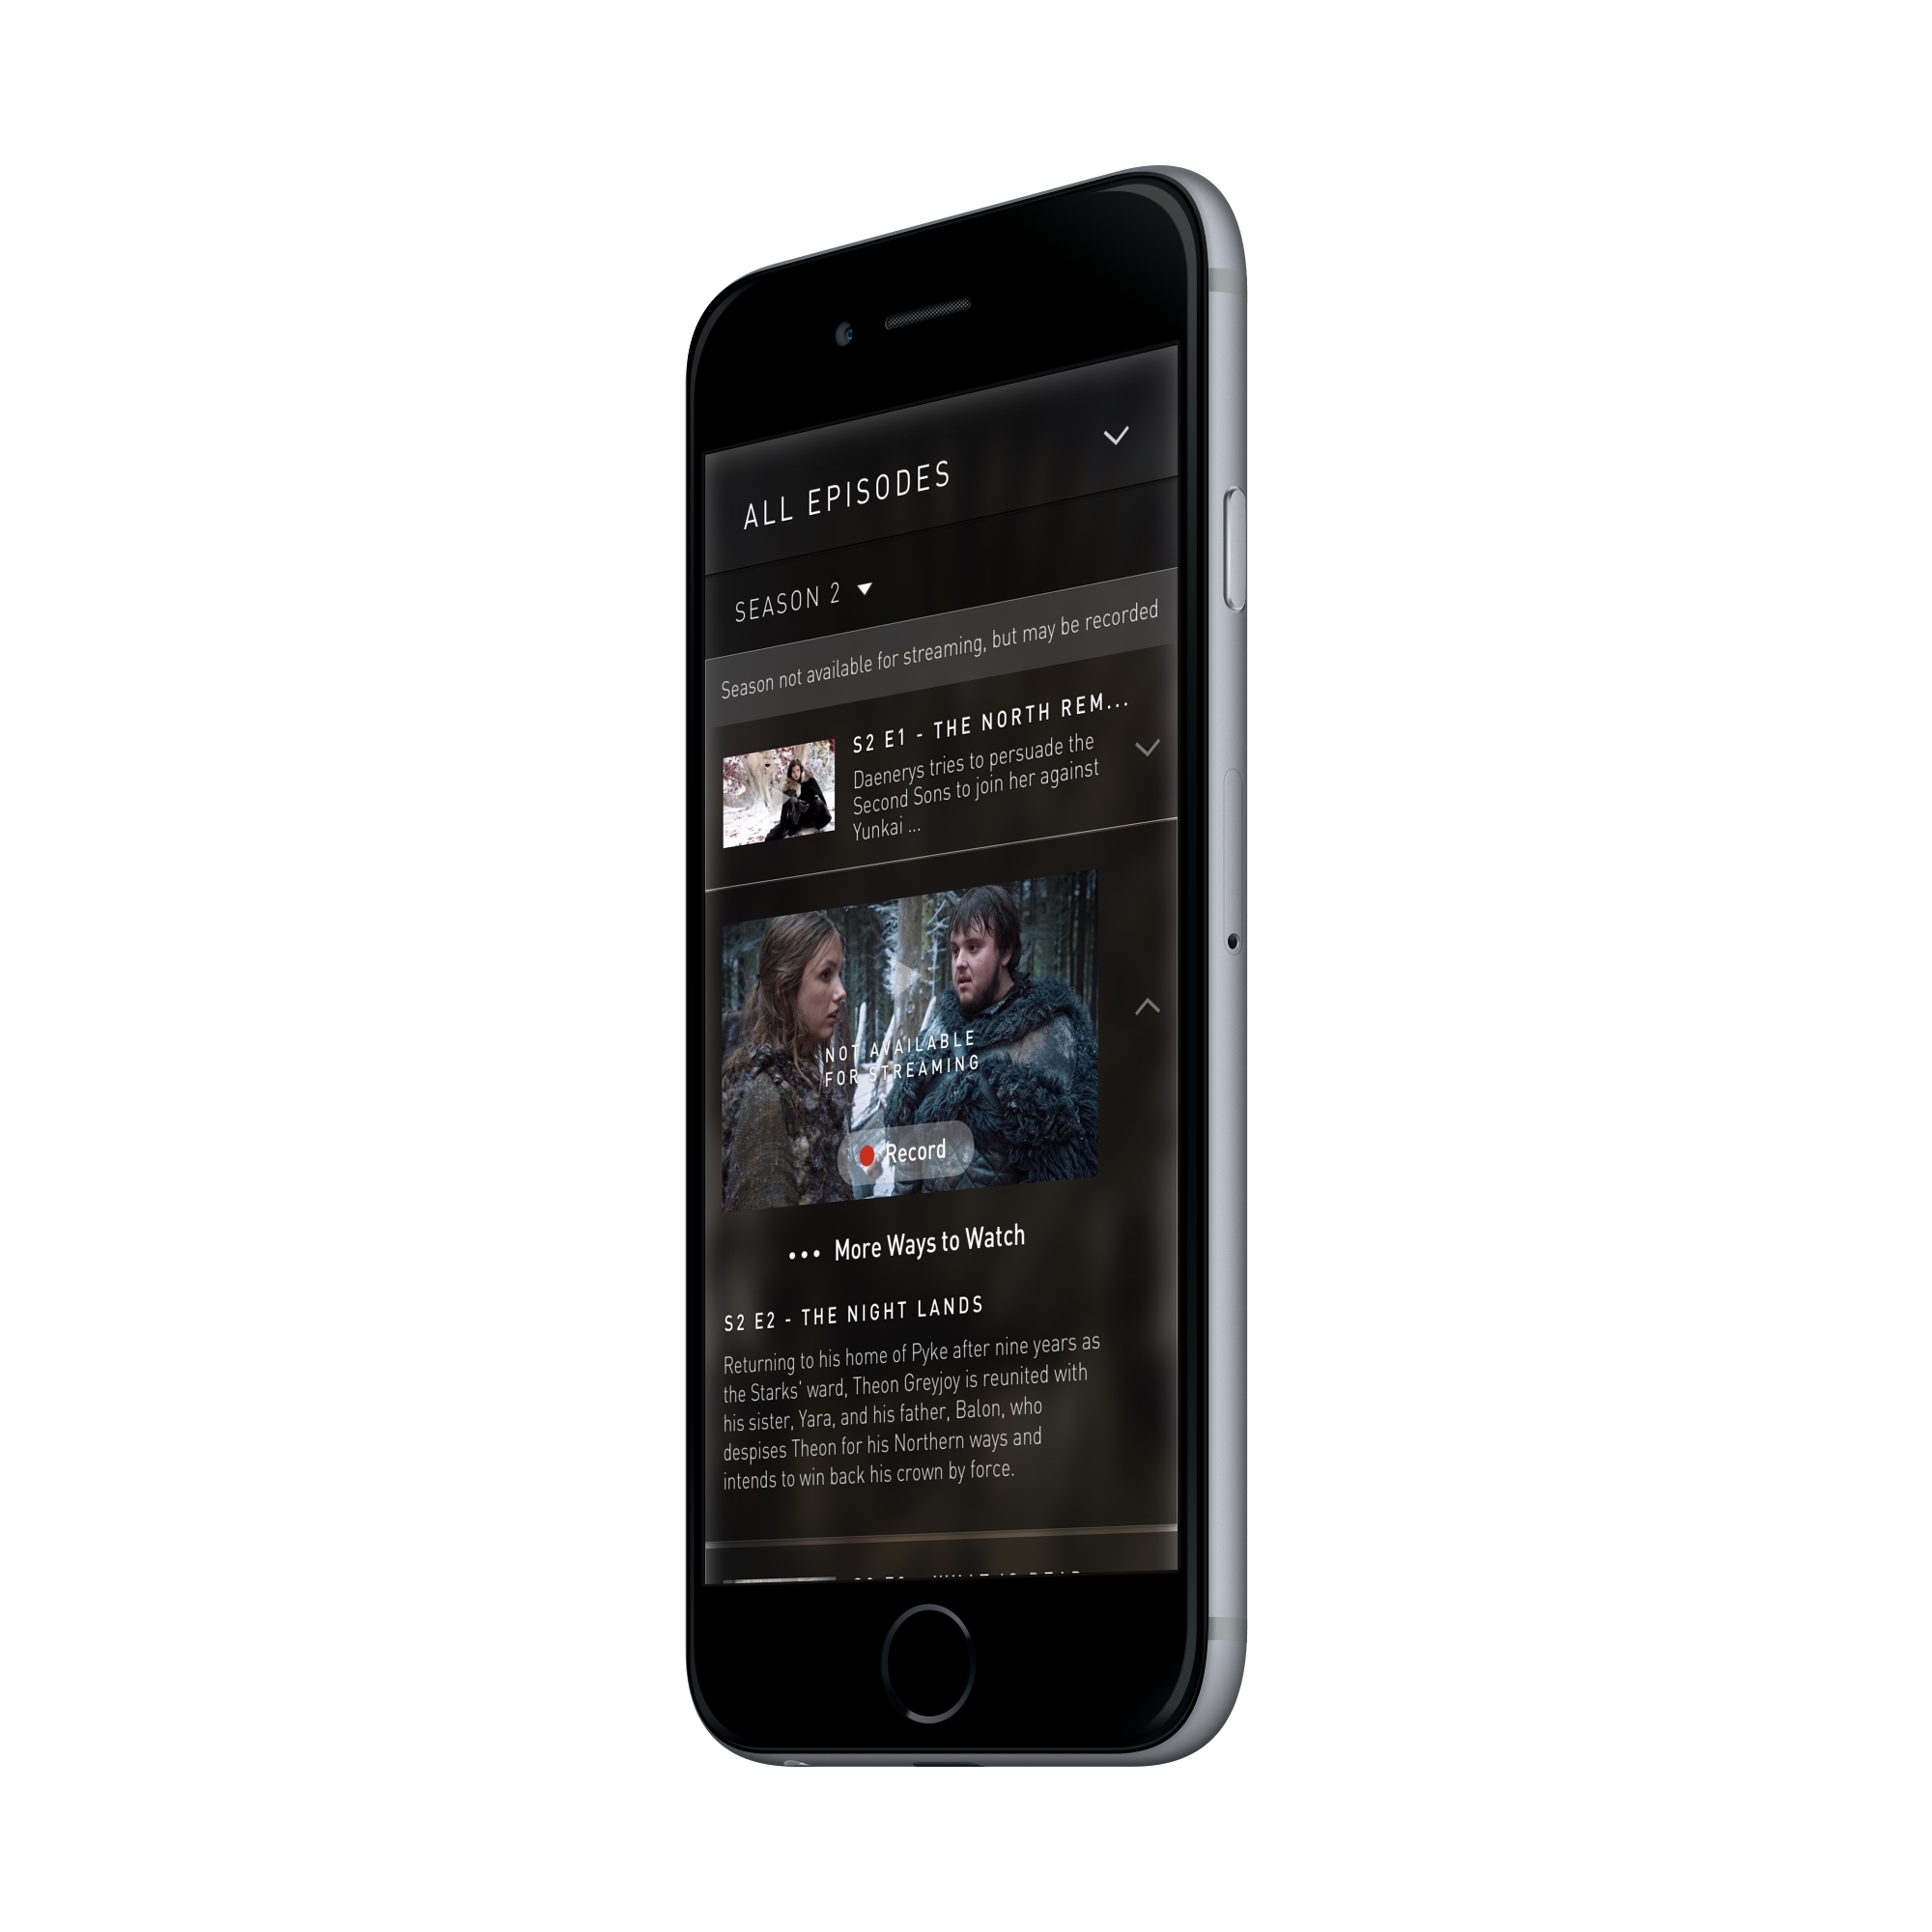 ALL EPISODES
SEASON 2
Season not available for streaming, but may be recorded
S2 E1 - THE NORTH REM...
Daenerys tries to persuade the
Second Sons to join her against
Yunkai ...
NOT AVAILABLE
FOR STREAMING
Record
More Ways to Watch
S2 E2 - THE NIGHT LANDS
Returning to his home of Pyke after nine years as
the Starks' ward, Theon Greyjoy is reunited with
his sister, Yara, and his father, Balon, who
despises Theon for his Northern ways and
intends to win back his crown by force.